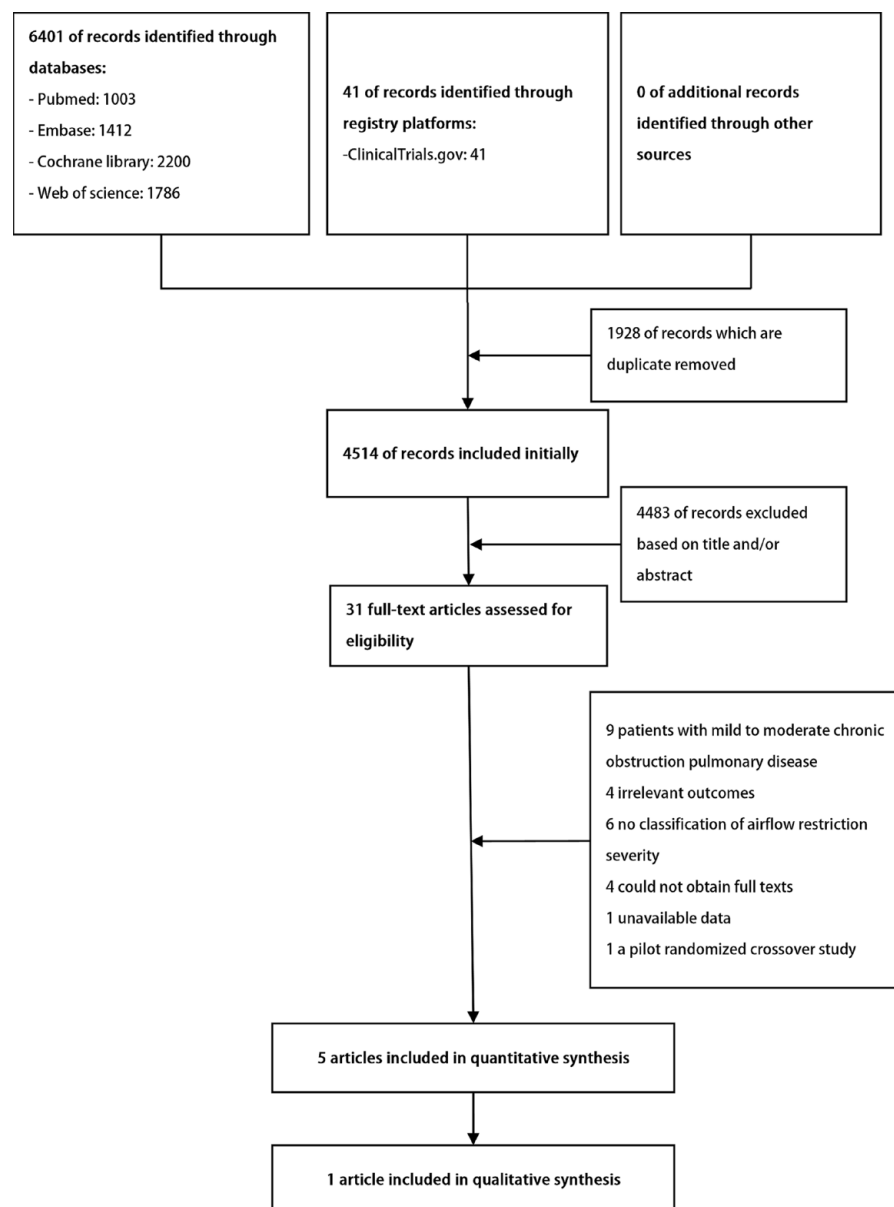 6401 of records identified through
databases:
- Pubmed: 1003
- Embase: 1412
- Cochrane library: 2200
- Web of science: 1786
41 of records identified through
registry platforms:
-ClinicalTrials.gov: 41
0 of additional records
identified through other
sources
1928 of records which are
duplicate removed
4514 of records included initially
4483 of records excluded
based on title and/or
abstract
31 full-text articles assessed for
eligibility
9 patients with mild to moderate chronic
obstruction pulmonary disease
4 irrelevant outcomes
6 no classification of airflow restriction
severity
4 could not obtain full texts
1 unavailable data
1 a pilot randomized crossover study
5 articles included in quantitative synthesis
1 article included in qualitative synthesis